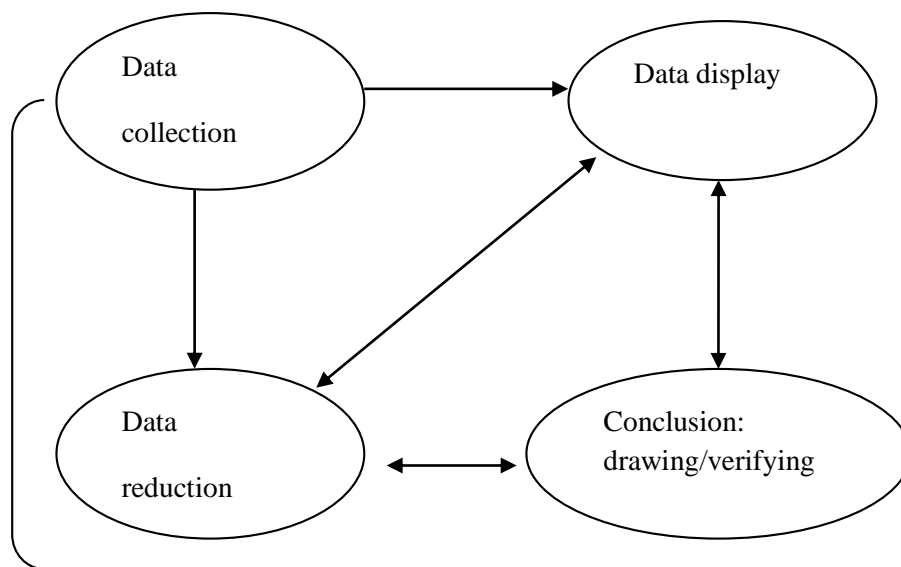 Data
collection
Data display
Data
reduction
Conclusion:
drawing/verifying